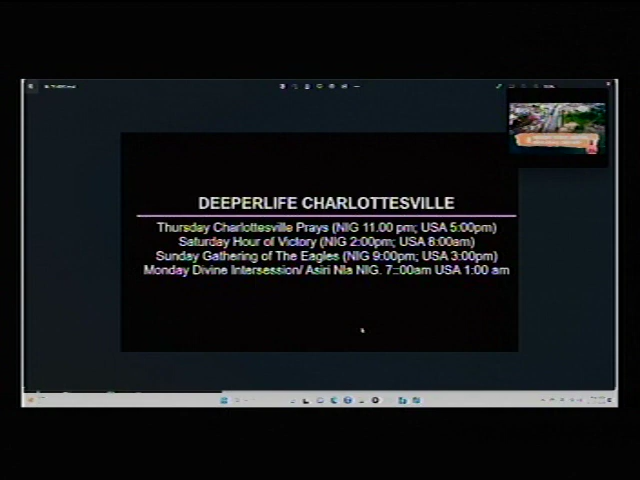 DEEPERLIFE CHARLOTTESVILLE
Thursday Charlottesville Prays (NIG 11.00 pm; USA 5:00pm)
Saturday Hour of Victory (NIG 2:00pm; USA 8:00am)
Sunday Gathering of The Eagles (NIG 9:00pm; USA 3:00pm)
Monday Divine Intersession/ Asiri Nla NIG. 7::00am USA 1:00 am